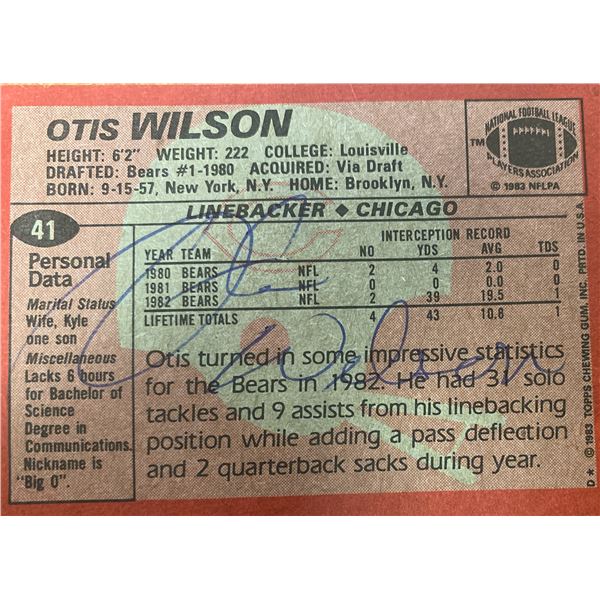 OTIS WILSON
HEIGHT: 6'2" WEIGHT: 222 COLLEGE: Louisville
DRAFTED: Bears #1-1980 ACQUIRED: Via Draft
BORN: 9-15-57, New York, N.Y. HOME: Brooklyn, N.Y.
NATIONAL FOOTBALL LEAGUE
PLAYERS ASSOCIATION
TM
© 1983 NFLPA
LINEBACKER ◆ CHICAGO
41
Personal
Data
Marital Status
Wife, Kyle
one son
Miscellaneous
Lacks 6 hours
for Bachelor of
Science
Degree in
Communications.
Nickname is
"Big O".
INTERCEPTION RECORD
YEAR TEAM NO YDS AVG TDS
1980 BEARS NFL 2 4 2.0 0
1981 BEARS NFL 0 0 0
1982 BEARS NFL 2 39 19.5 1
LIFETIME TOTALS 4 43 10.8 1
Otis Wilson
Otis turned in some impressive statistics
for the Bears in 1982. He had 31 solo
tackles and 9 assists from his linebacking
position while adding a pass deflection
and 2 quarterback sacks during year.
D* © 1983 TOPPS CHEWING GUM, INC. PRTD. IN U.S.A.